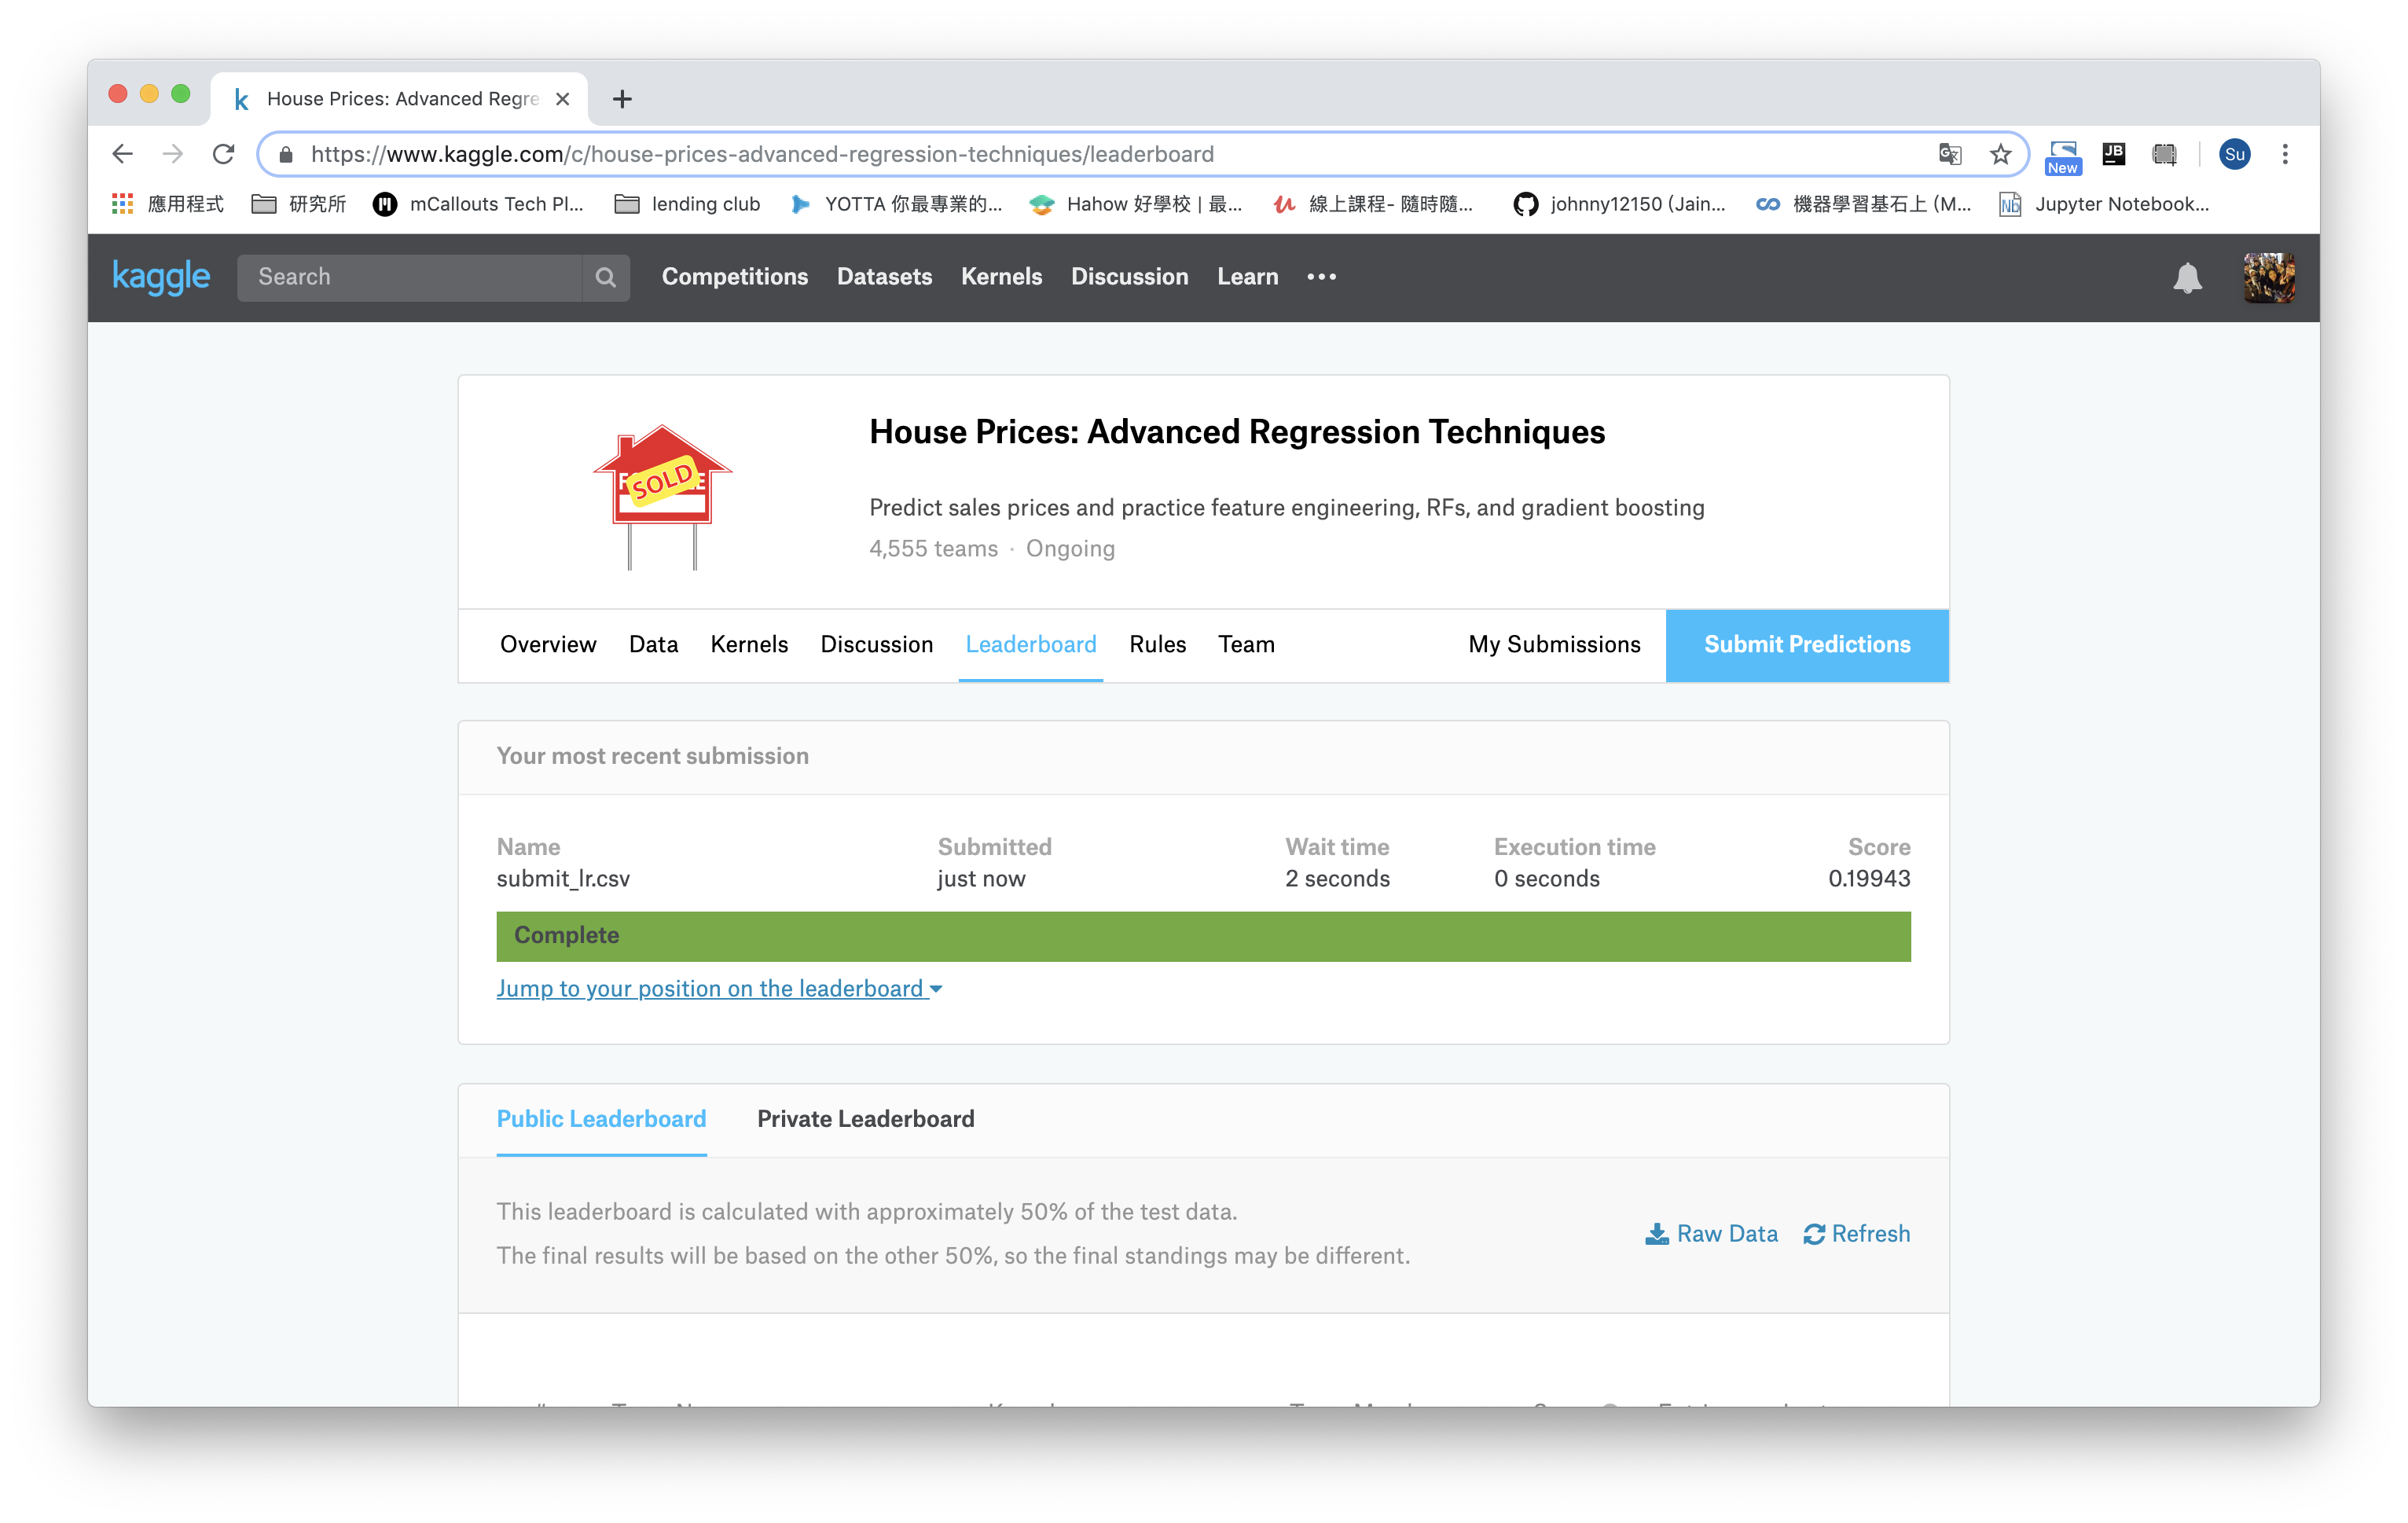 House Prices: Advanced Regre
https://www.kaggle.com/c/house-prices-advanced-regression-techniques/leaderboard
New
JB
Su
應用程式 研究所 mCallouts Tech Pl... lending club YOTTA 你最專業的... Hahow 好學校 | 最... 線上課程- 隨時隨... johnny12150 (Jain... 機器學習基石上 (M... Jupyter Notebook...
kaggle Search Competitions Datasets Kernels Discussion Learn
SOLD
House Prices: Advanced Regression Techniques
Predict sales prices and practice feature engineering, RFs, and gradient boosting
4,555 teams · Ongoing
Overview Data Kernels Discussion Leaderboard Rules Team My Submissions Submit Predictions
Your most recent submission
Name Submitted Wait time Execution time Score
submit_lr.csv just now 2 seconds 0 seconds 0.19943
Complete
Jump to your position on the leaderboard
Public Leaderboard Private Leaderboard
This leaderboard is calculated with approximately 50% of the test data.
The final results will be based on the other 50%, so the final standings may be different.
Raw Data Refresh